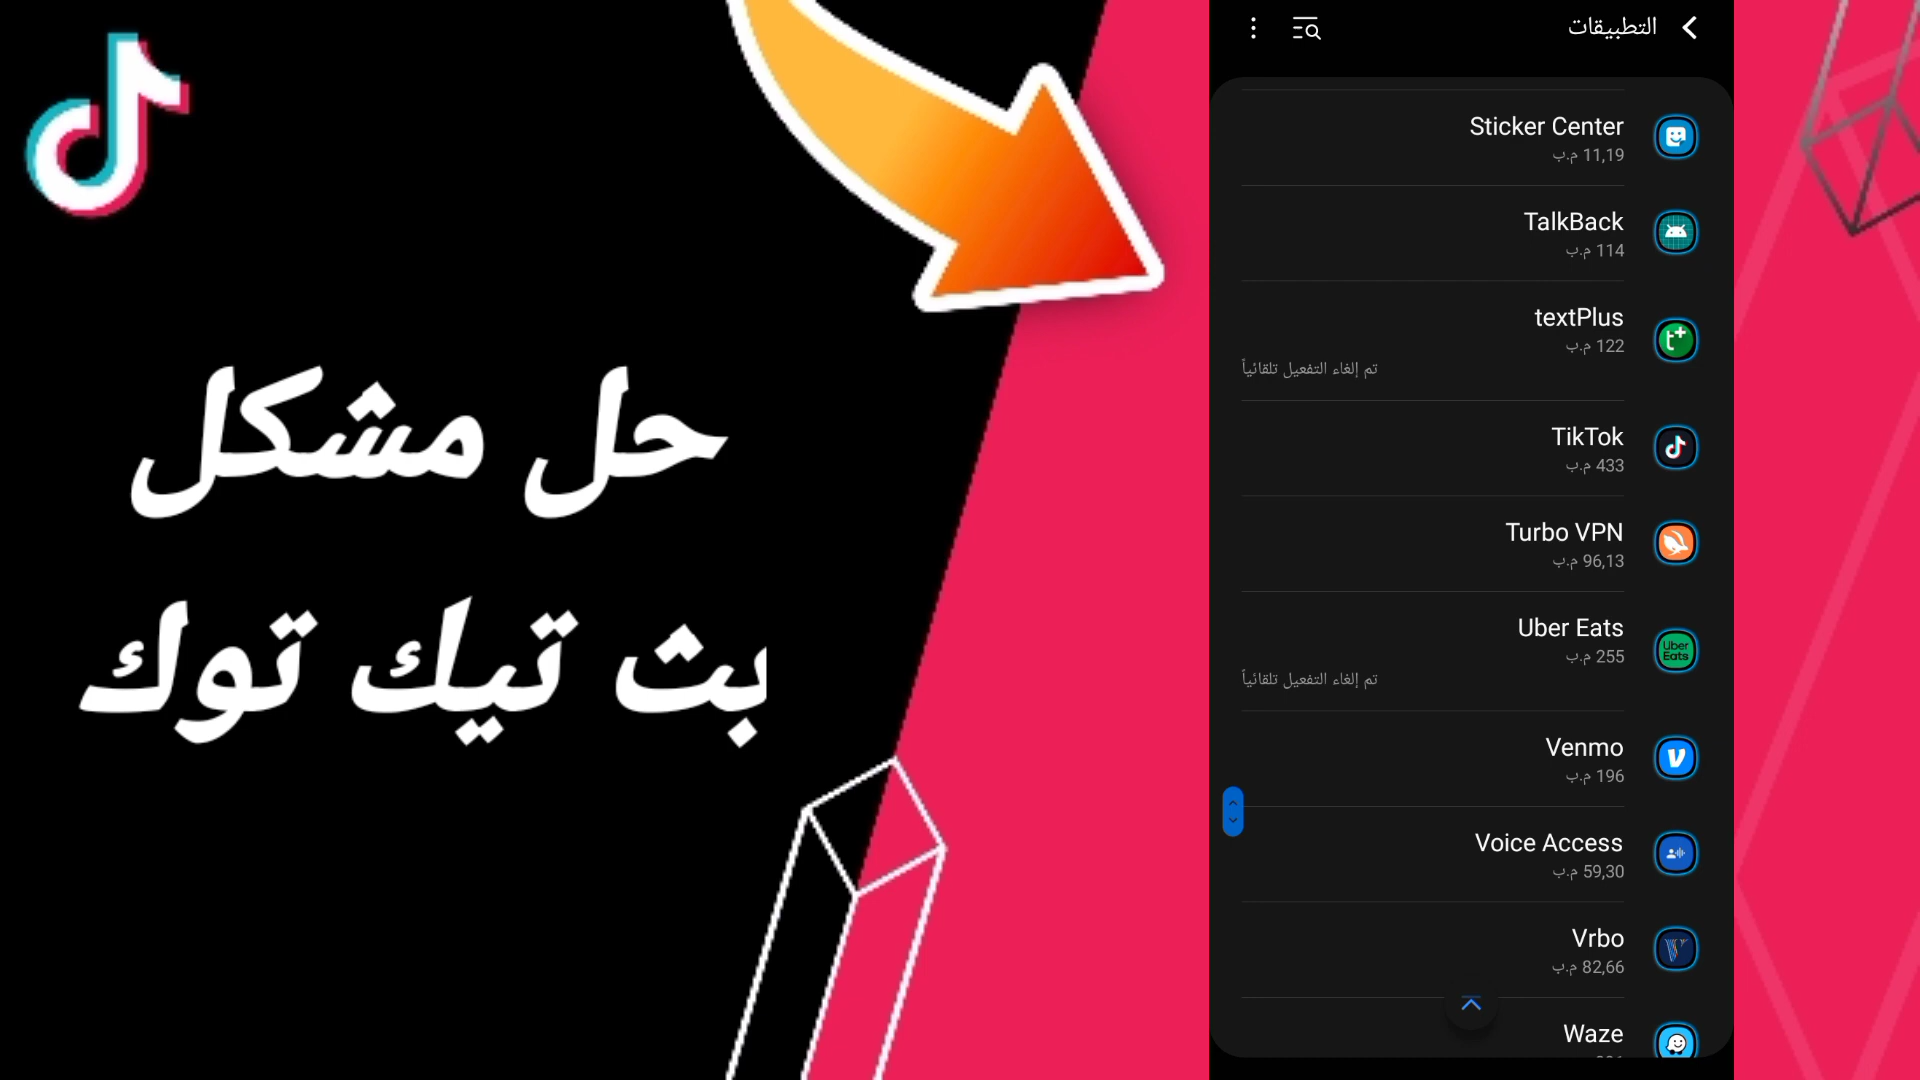 حل مشكل
بث تيك توك
التطبيقات
Sticker Center
11,19 م.ب
TalkBack
114 م.ب
textPlus
122 م.ب
تم إلغاء التفعيل تلقائياً
TikTok
433 م.ب
Turbo VPN
96,13 م.ب
Uber Eats
Uber
Eats
255 م.ب
تم إلغاء التفعيل تلقائياً
Venmo
196 م.ب
Voice Access
59,30 م.ب
Vrbo
82,66 م.ب
Waze